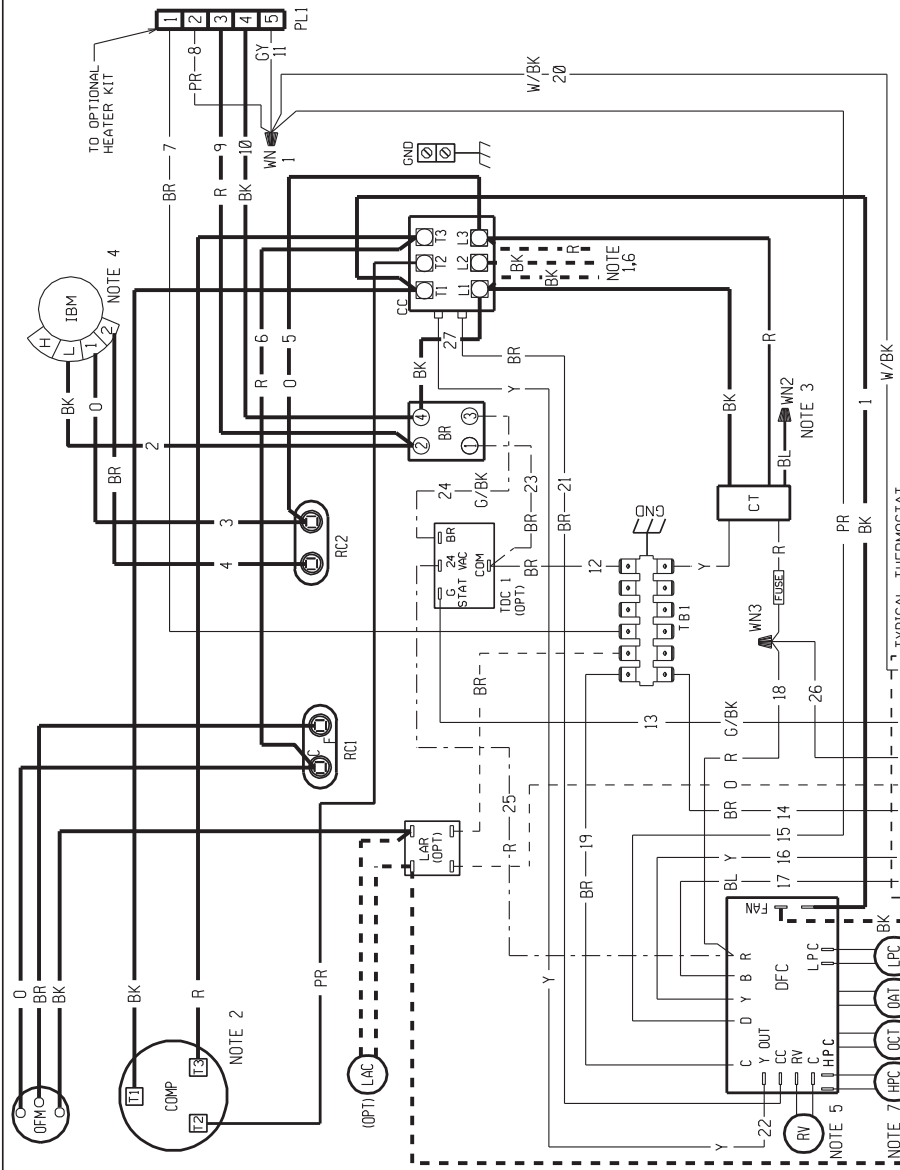 TO OPTIONAL
HEATER KIT
1
2
3
4
5
PL1
BR 7
PR 8
R 9
BK 10
GY 11
WN 1
W/BK 20
GND
IBM
H
L
1
2
NOTE 4
BK
O
BR
2
3
4
R 6
O 5
RC2
CC
T1
T2
T3
L1
L2
L3
BK
BK
R
NOTE
1,6
BK
27
BR
Y
BR
4
3
2
1
24
G/BK
23
BR
BR
21
BR
G
24
BR
STAT VAC
COM
TDC 1
(OPT)
BR
12
GND
TB1
Y
BK
R
CT
BL
WN2
NOTE 3
R
FUSE
WN3
18
26
W/BK
1
BK
PR
TYPICAL THERMOSTAT
RC1
C
F
LAR
(OPT)
BR
R 25
BR 19
13
G/BK
R
O
BR 14
15
Y 16
BL 17
OFM
O
BR
BK
COMP
T1
T2
T3
NOTE 2
BK
R
PR
(OPT)
LAC
Y
Y
22
DFC
FAN
R
B
Y
D
C
Y OUT
CC
RV
C
HPC
LPC
BK
RV
NOTE 5
NOTE 7
HPC
OCT
OAT
LPC